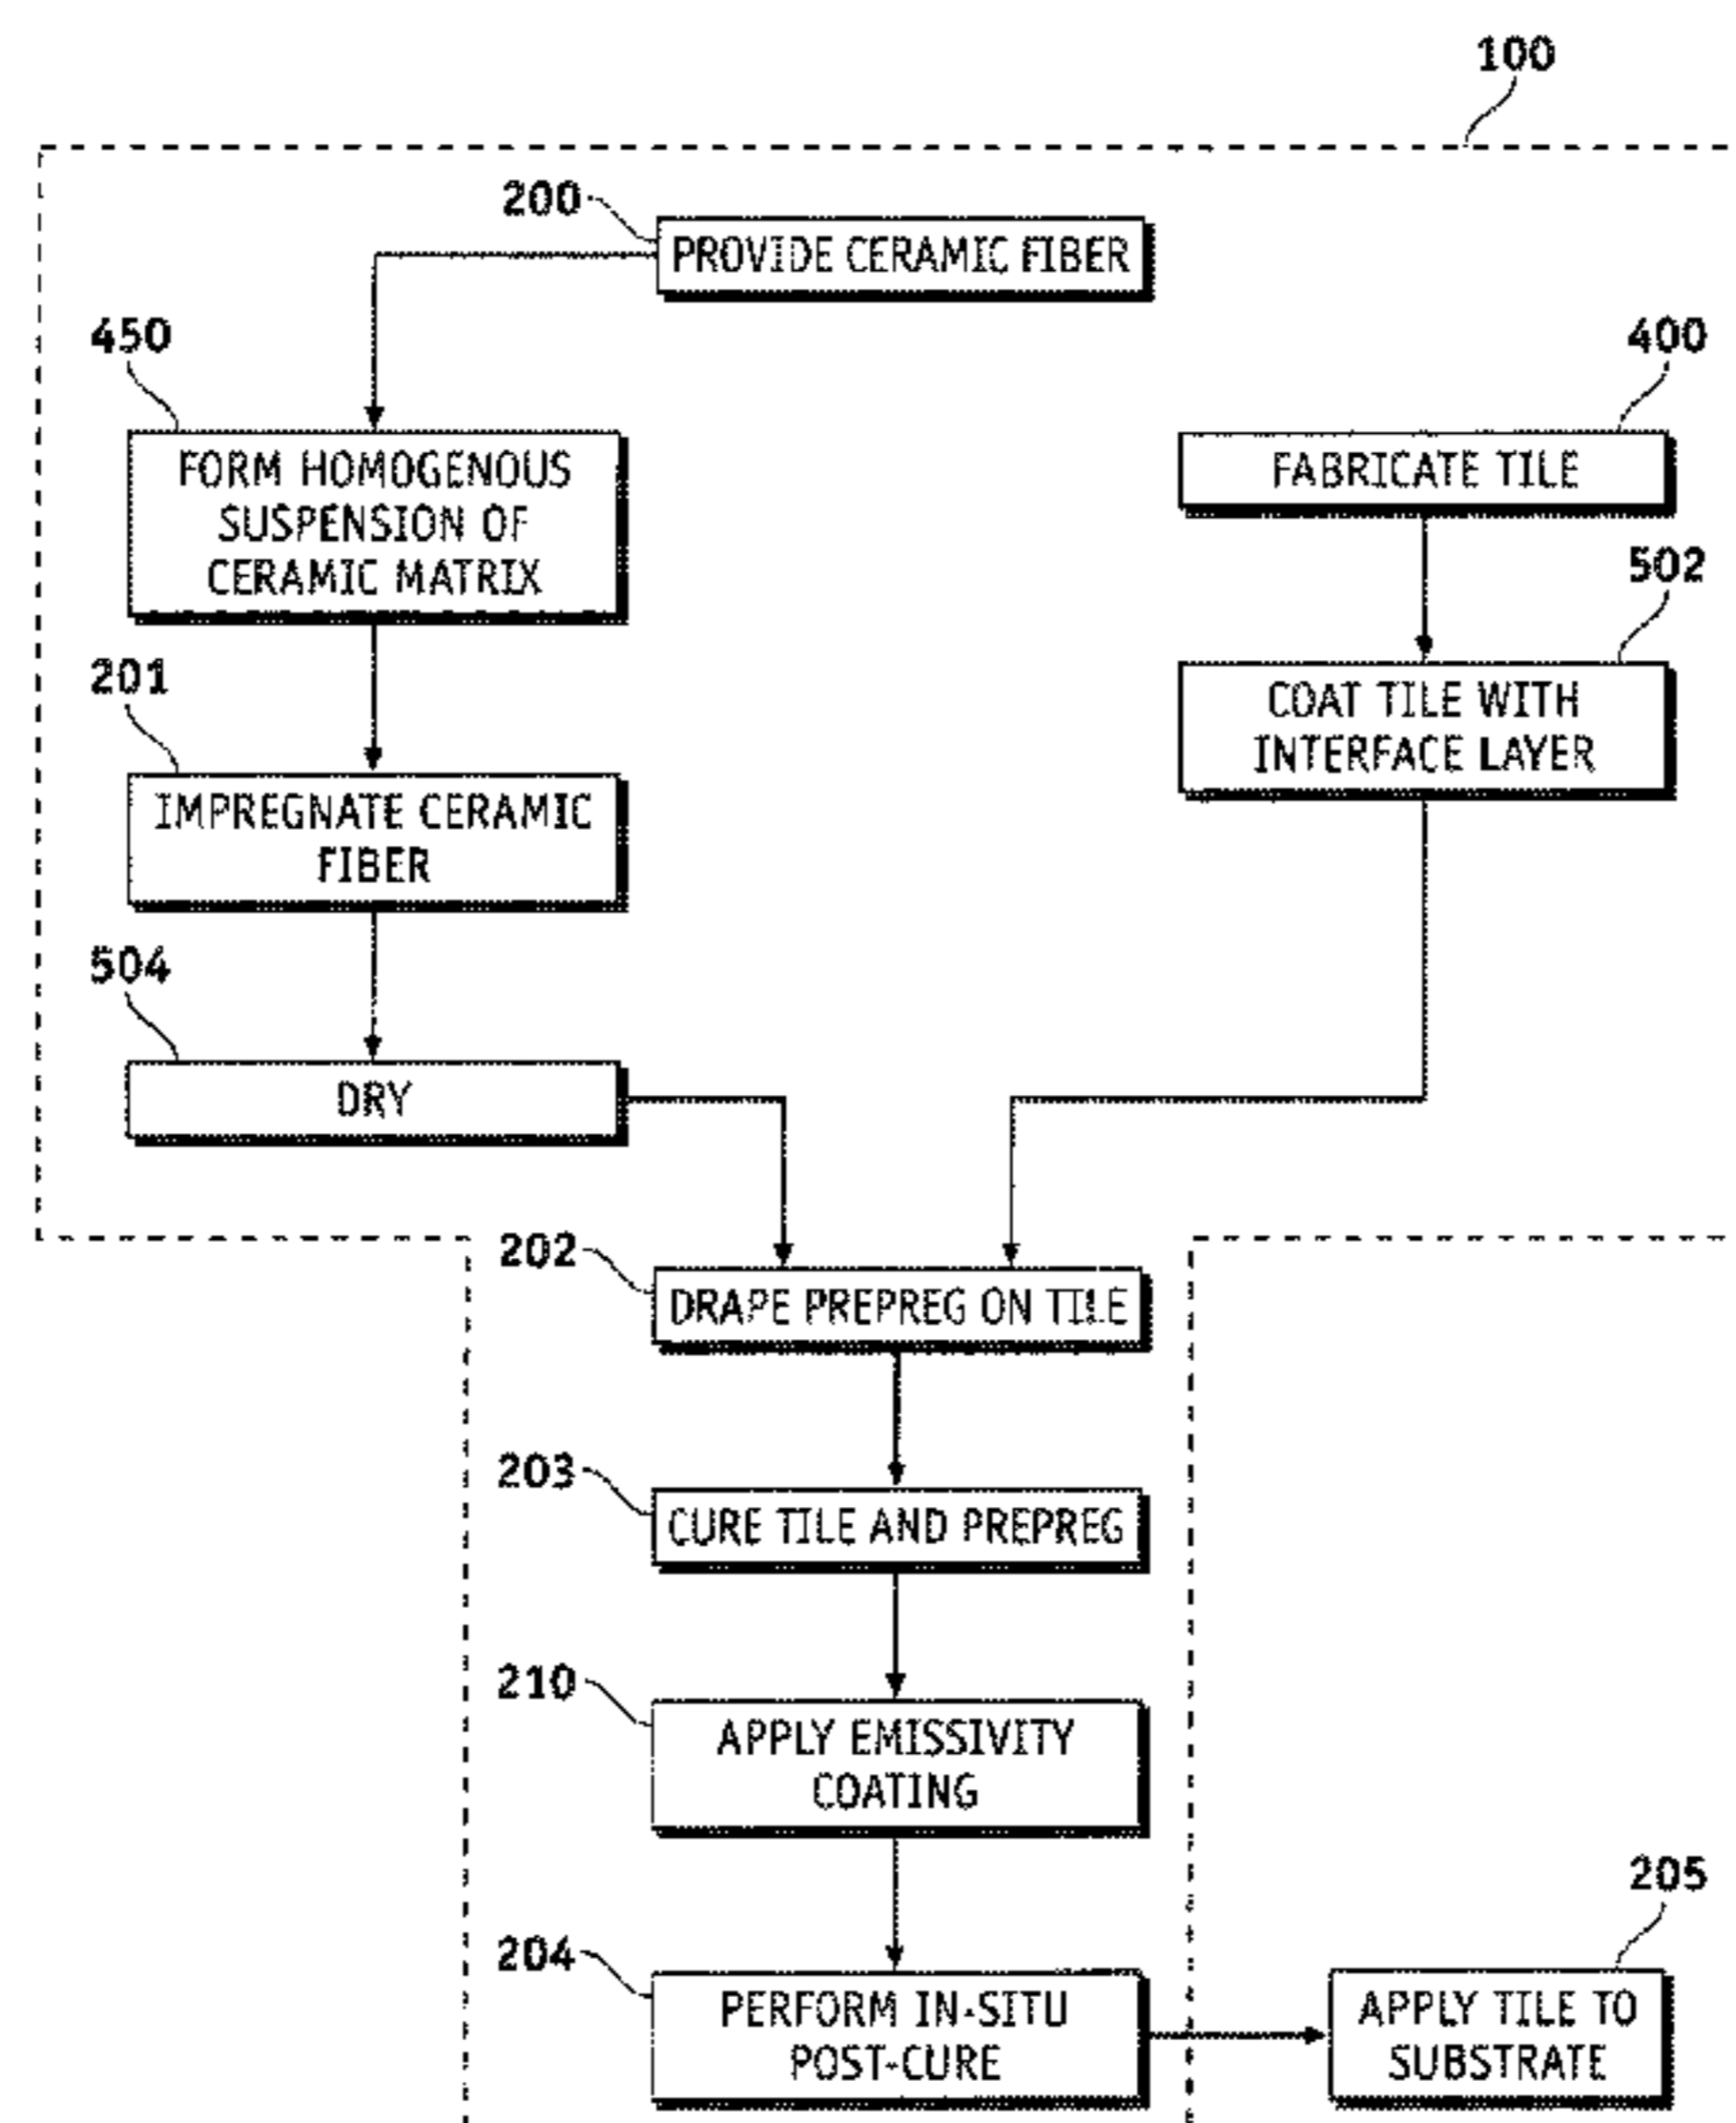 100
200
PROVIDE CERAMIC FIBER
450
FORM HOMOGENOUS
SUSPENSION OF
CERAMIC MATRIX
400
FABRICATE TILE
502
COAT TILE WITH
INTERFACE LAYER
201
IMPREGNATE CERAMIC
FIBER
504
DRY
202
DRAPE PREPREG ON TILE
203
CURE TILE AND PREPREG
210
APPLY EMISSIVITY
COATING
204
PERFORM IN-SITU
POST-CURE
205
APPLY TILE TO
SUBSTRATE